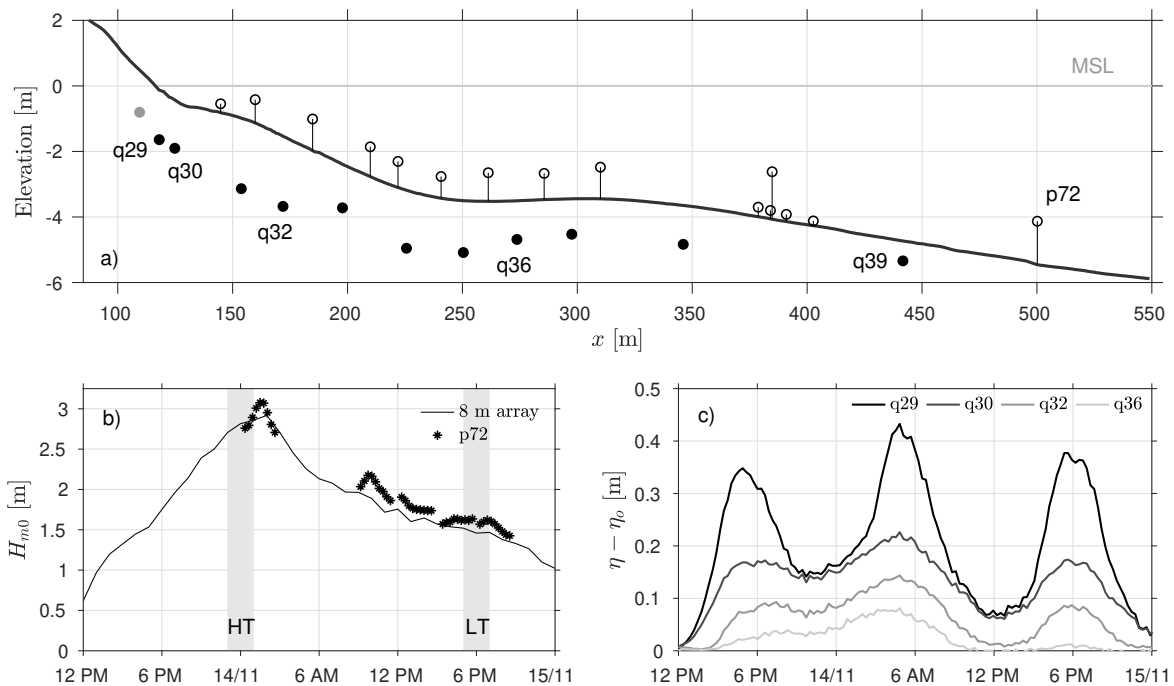 2
0
-2
-4
-6
Elevation [m]
MSL
q29
q30
q32
q36
q39
p72
a)
100 150 200 250 300 350 400 450 500 550
x [m]
3
2.5
2
1.5
1
0.5
0
H_{m0} [m]
b)
8 m array
p72
HT
LT
12 PM 6 PM 14/11 6 AM 12 PM 6 PM 15/11
0.5
0.4
0.3
0.2
0.1
0
η − η_o [m]
c)
q29 q30 q32 q36
12 PM 6 PM 14/11 6 AM 12 PM 6 PM 15/11